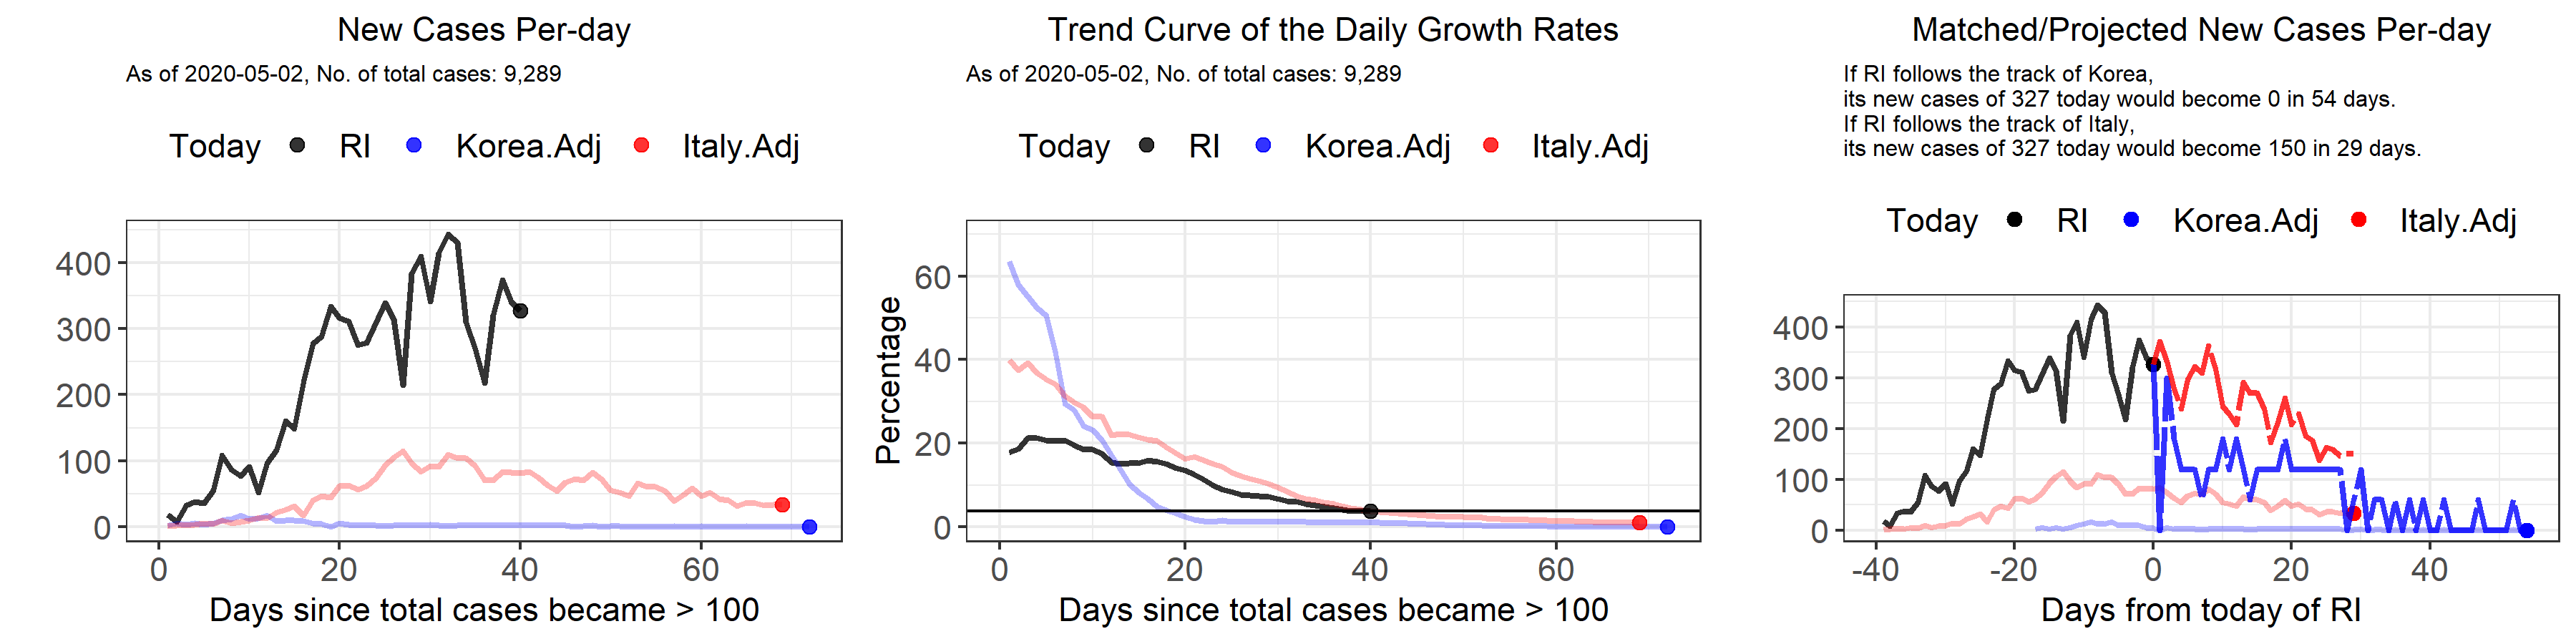 New Cases Per-day
As of 2020-05-02, No. of total cases: 9,289
Today RI Korea.Adj Italy.Adj
400
300
200
100
0
0 20 40 60
Days since total cases became > 100
Trend Curve of the Daily Growth Rates
As of 2020-05-02, No. of total cases: 9,289
Today RI Korea.Adj Italy.Adj
Percentage
60
40
20
0
0 20 40 60
Days since total cases became > 100
Matched/Projected New Cases Per-day
If RI follows the track of Korea,
its new cases of 327 today would become 0 in 54 days.
If RI follows the track of Italy,
its new cases of 327 today would become 150 in 29 days.
Today RI Korea.Adj Italy.Adj
400
300
200
100
0
-40 -20 0 20 40
Days from today of RI